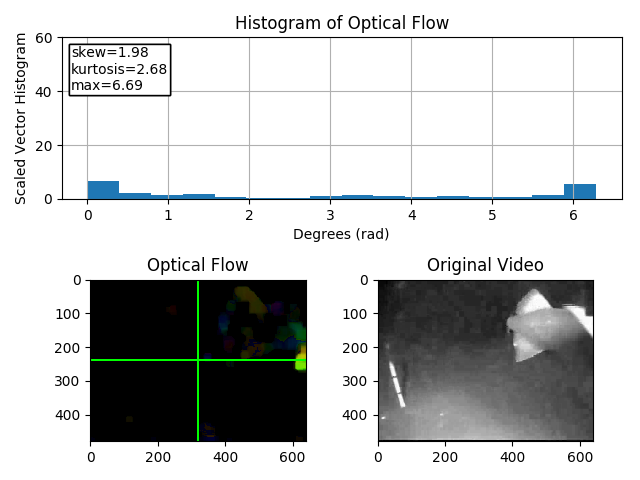 Histogram of Optical Flow
skew=1.98
kurtosis=2.68
max=6.69
Scaled Vector Histogram
60
40
20
0
0 1 2 3 4 5 6
Degrees (rad)
Optical Flow
0
100
200
300
400
0 200 400 600
Original Video
0
100
200
300
400
0 200 400 600